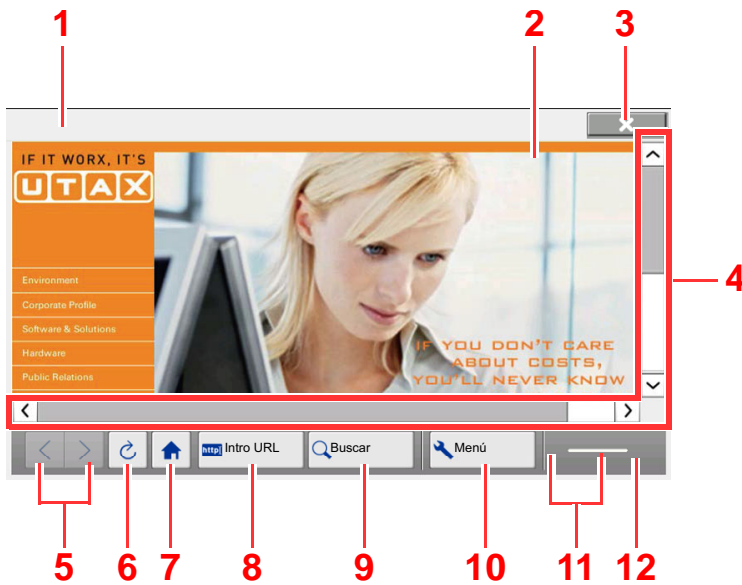 1
2
3
IF IT WORX, IT'S
UTAX
Environment
Corporate Profile
Software & Solutions
Hardware
Public Relations
IF YOU DON'T CARE
ABOUT COSTS,
YOU'LL NEVER KNOW
4
http Intro URL
Buscar
Menú
5
6
7
8
9
10
11
12